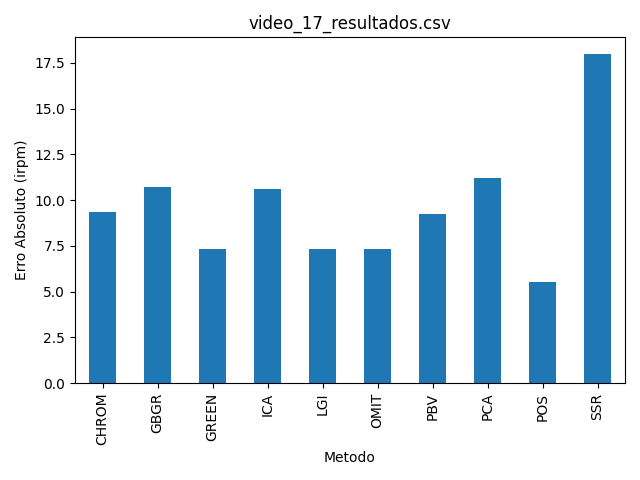 video_17_resultados.csv
Erro Absoluto (irpm)
17.5
15.0
12.5
10.0
7.5
5.0
2.5
0.0
CHROM
GBGR
GREEN
ICA
LGI
OMIT
PBV
PCA
POS
SSR
Metodo